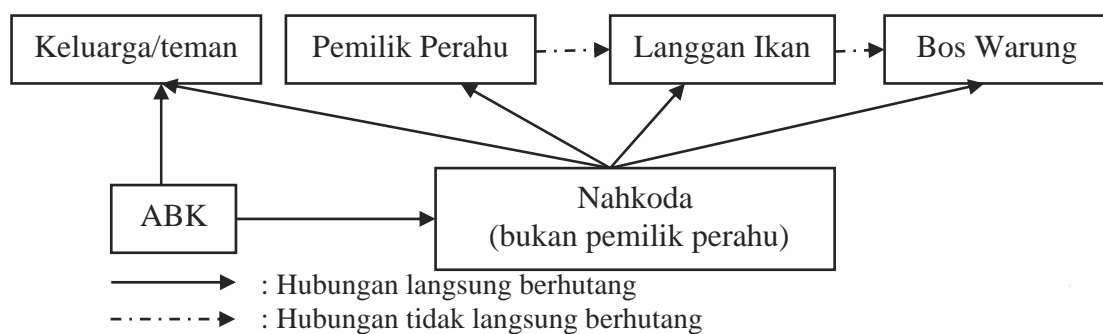 Keluarga/teman
Pemilik Perahu
Langgan Ikan
Bos Warung
ABK
Nahkoda
(bukan pemilik perahu)
: Hubungan langsung berhutang
: Hubungan tidak langsung berhutang